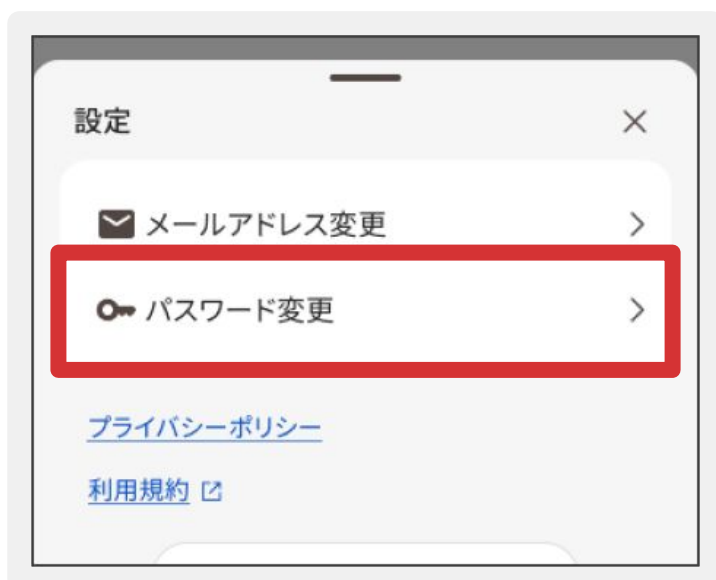 設定
メールアドレス変更
パスワード変更
プライバシーポリシー
利用規約